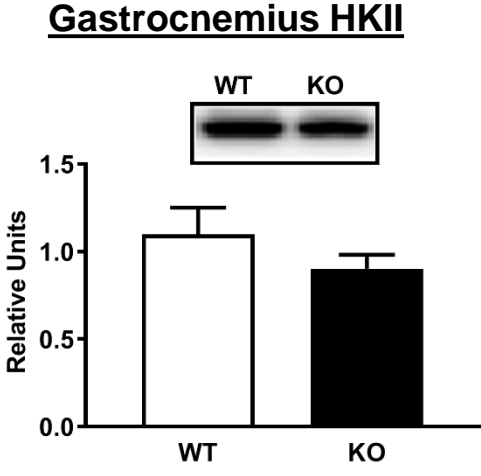 Gastrocnemius HKII
WT KO
1.5
1.0
0.5
0.0
Relative Units
WT KO